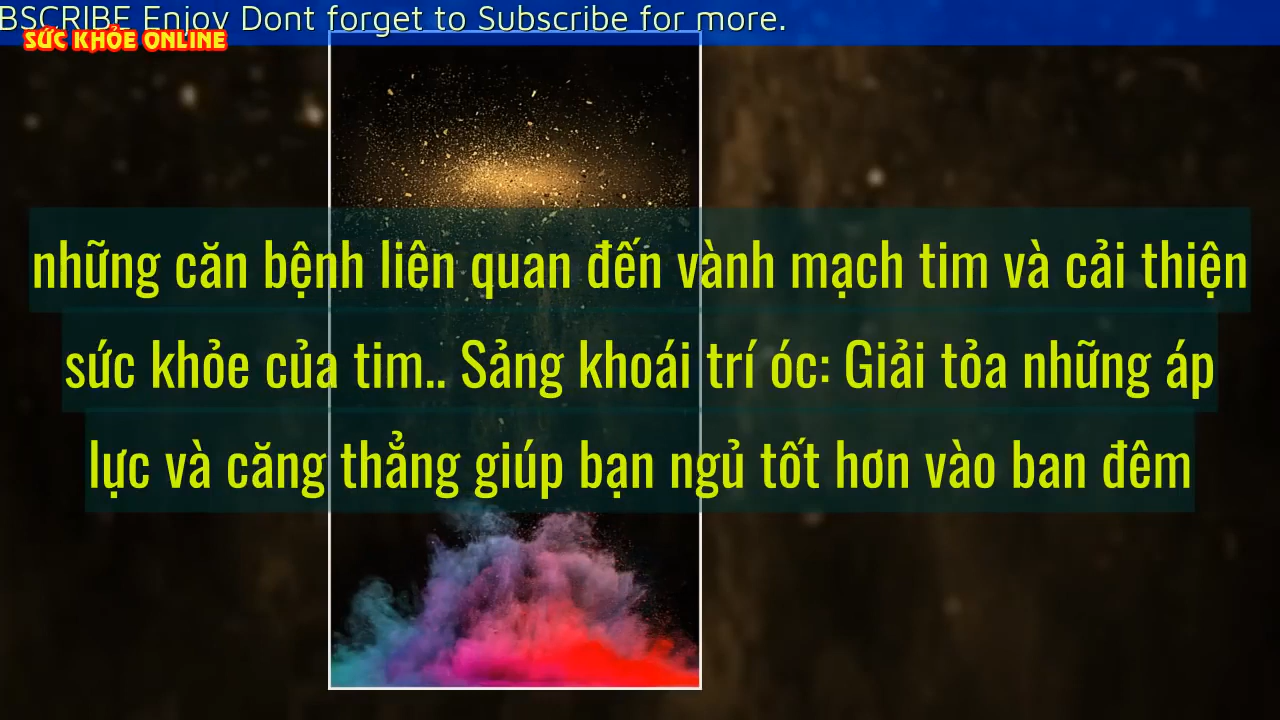 BSCRIBE Enjoy Dont forget to Subscribe for more.
SỨC KHỎE ONLINE
những căn bệnh liên quan đến vành mạch tim và cải thiện
sức khỏe của tim.. Sảng khoái trí óc: Giải tỏa những áp
lực và căng thẳng giúp bạn ngủ tốt hơn vào ban đêm